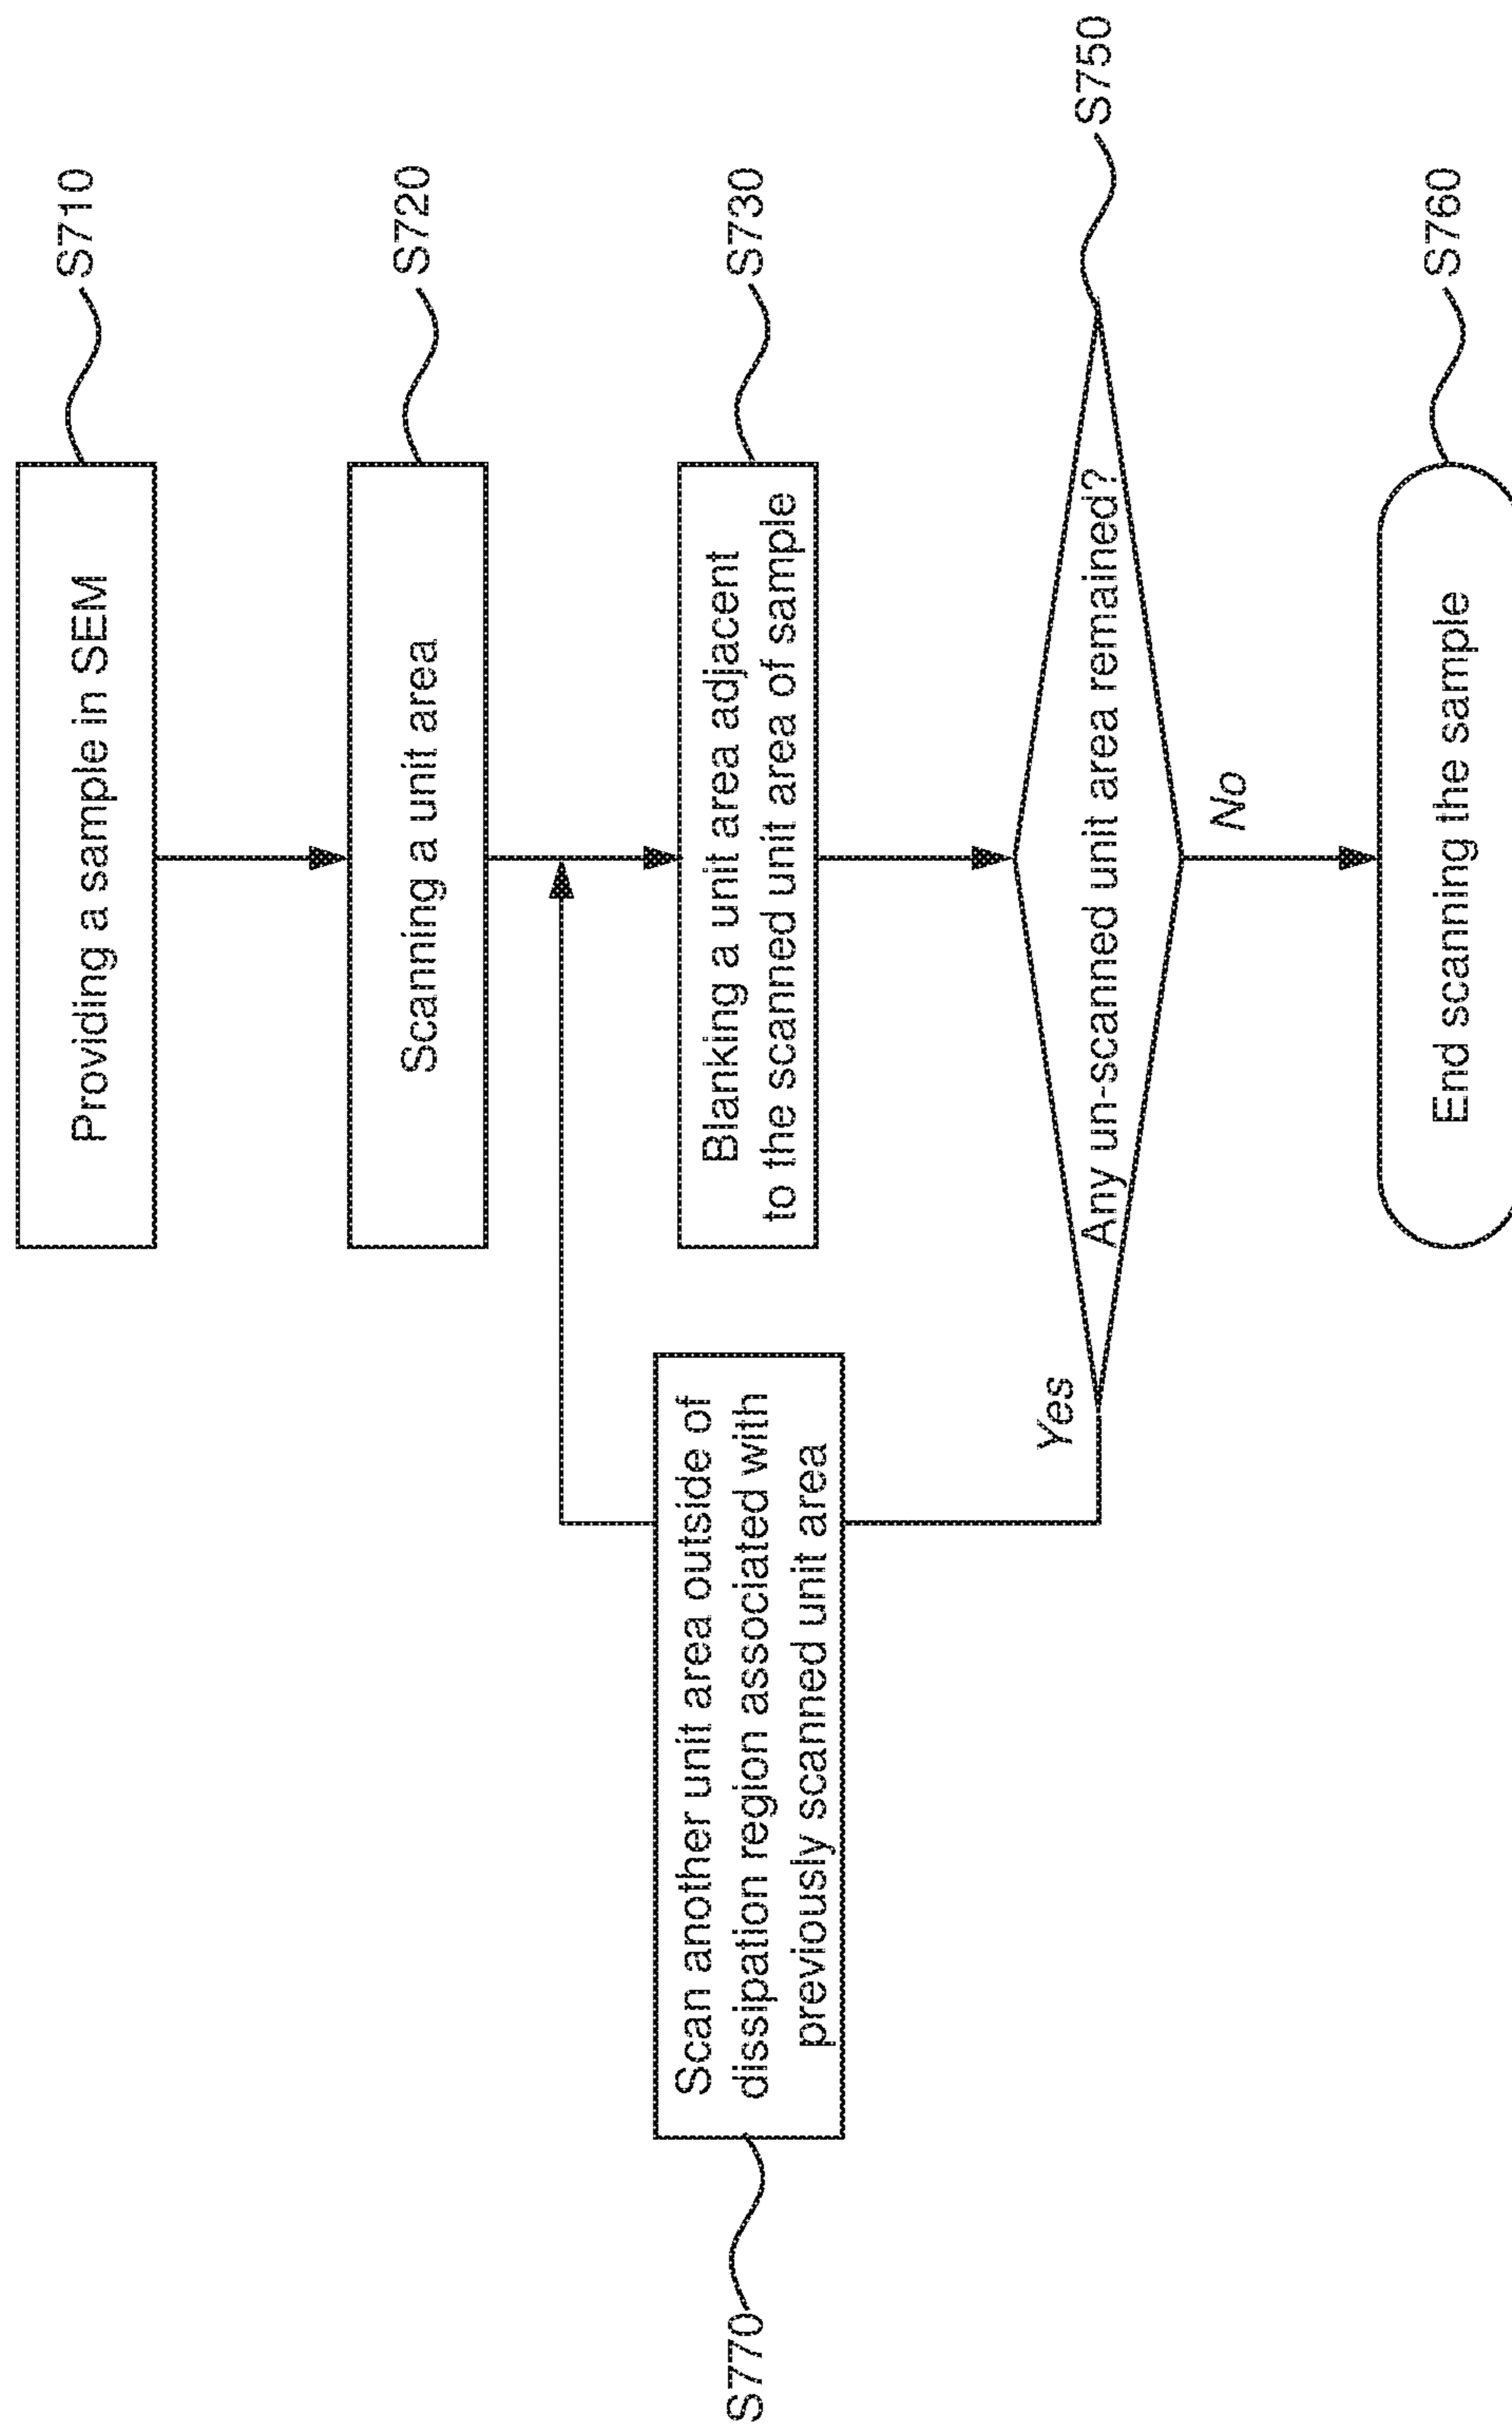 Providing a sample in SEM
S710
Scanning a unit area
S720
Blanking a unit area adjacent
to the scanned unit area of sample
S730
Scan another unit area outside of
dissipation region associated with
previously scanned unit area
S770
Any un-scanned unit area remained?
S750
Yes
No
End scanning the sample
S760